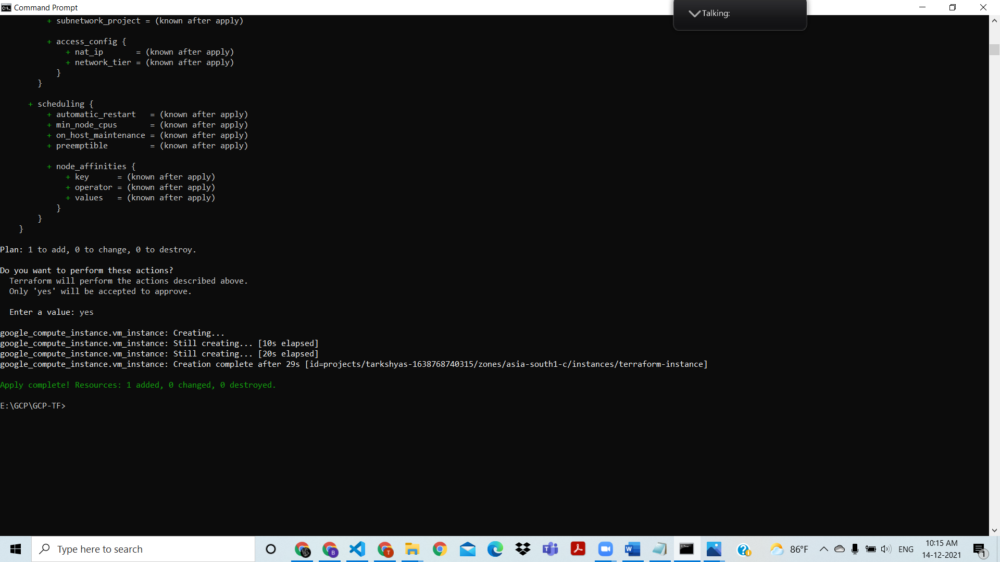 Command Prompt
Talking:
+ subnetwork_project = (known after apply)
+ access_config {
+ nat_ip       = (known after apply)
+ network_tier = (known after apply)
}
}
+ scheduling {
+ automatic_restart   = (known after apply)
+ min_node_cpus       = (known after apply)
+ on_host_maintenance = (known after apply)
+ preemptible         = (known after apply)
+ node_affinities {
+ key      = (known after apply)
+ operator = (known after apply)
+ values   = (known after apply)
}
}
}
Plan: 1 to add, 0 to change, 0 to destroy.
Do you want to perform these actions?
Terraform will perform the actions described above.
Only 'yes' will be accepted to approve.
Enter a value: yes
google_compute_instance.vm_instance: Creating...
google_compute_instance.vm_instance: Still creating... [10s elapsed]
google_compute_instance.vm_instance: Still creating... [20s elapsed]
google_compute_instance.vm_instance: Creation complete after 29s [id=projects/tarkshyas-1638768740315/zones/asia-south1-c/instances/terraform-instance]
Apply complete! Resources: 1 added, 0 changed, 0 destroyed.
E:\GCP\GCP-TF>
Type here to search
86°F
ENG
10:15 AM
14-12-2021
1